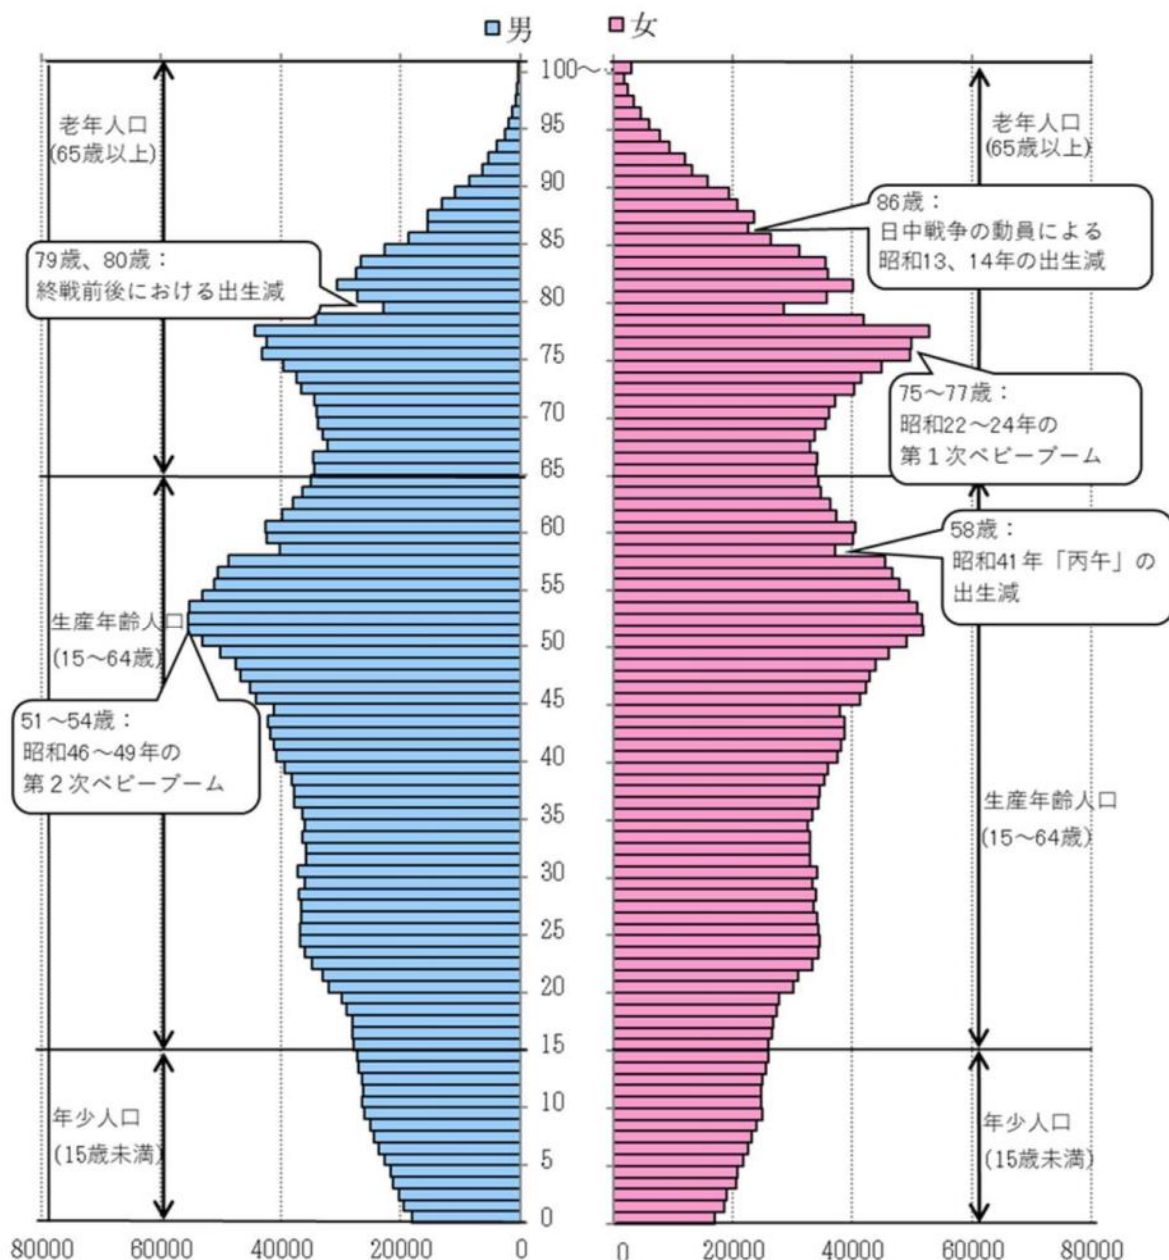 男
女
100～..
95
90
85
80
75
70
65
60
55
50
45
40
35
30
25
20
15
10
5
0
老年人口
(65歳以上)
79歳、80歳：
終戦前後における出生減
生産年齢人口
(15～64歳)
51～54歳：
昭和46～49年の
第２次ベビーブーム
年少人口
(15歳未満)
老年人口
(65歳以上)
86歳：
日中戦争の動員による
昭和13、14年の出生減
75～77歳：
昭和22～24年の
第１次ベビーブーム
58歳：
昭和41年「丙午」の
出生減
生産年齢人口
(15～64歳)
年少人口
(15歳未満)
80000 60000 40000 20000 0
0 20000 40000 60000 80000